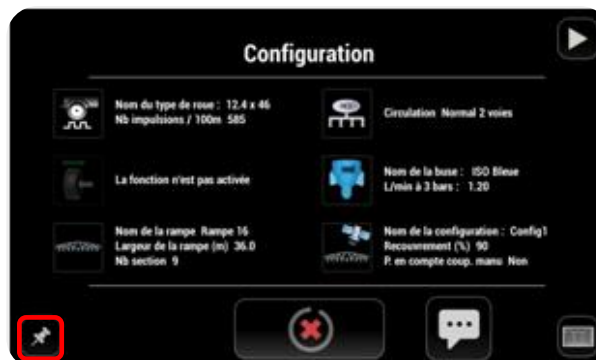 Configuration
Nom du type de roue : 12.4 x 46
Nb impulsions / 100m 585
Circulation Normal 2 voies
La fonction n'est pas activée
Nom de la buse : ISO Bleue
L/min à 3 bars : 1.20
Nom de la rampe Rampe 16
Largeur de la rampe (m) 36.0
Nb section 9
Nom de la configuration : Config1
Recouvrement (%) 90
P. en compte coup. manu Non